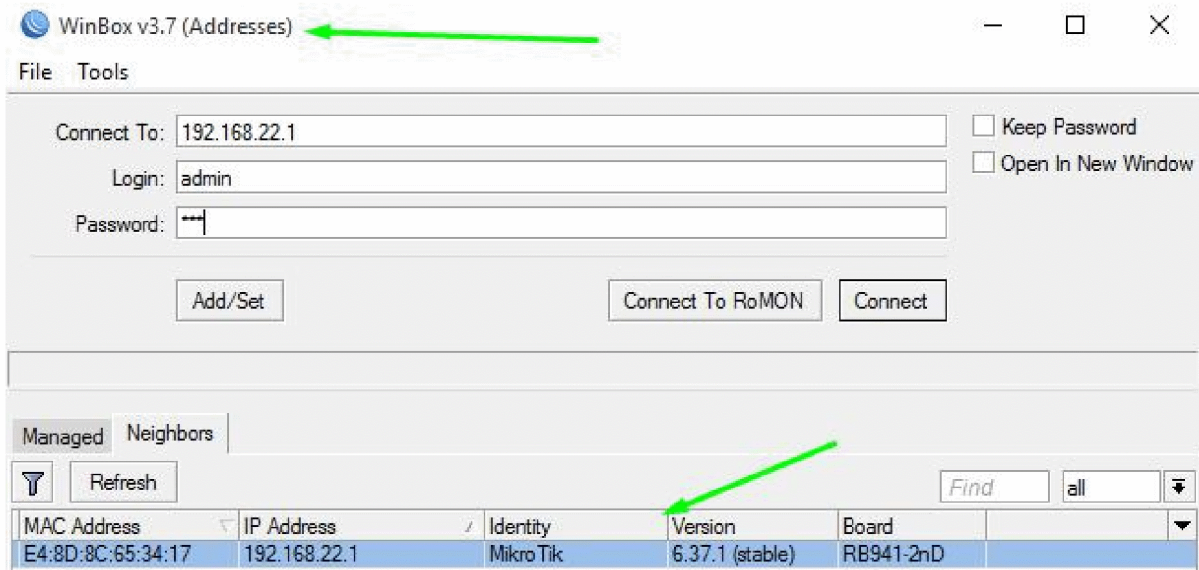 WinBox v3.7 (Addresses)
File Tools
Connect To: 192.168.22.1
Keep Password
Login: admin
Open In New Window
Password: ***
Add/Set Connect To RoMON Connect
Managed Neighbors
Refresh Find all
MAC Address IP Address Identity Version Board
E4:8D:8C:65:34:17 192.168.22.1 MikroTik 6.37.1 (stable) RB941-2nD